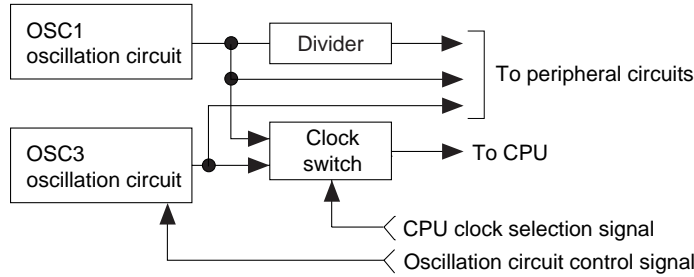 OSC1
oscillation circuit
Divider
To peripheral circuits
OSC3
oscillation circuit
Clock
switch
To CPU
CPU clock selection signal
Oscillation circuit control signal